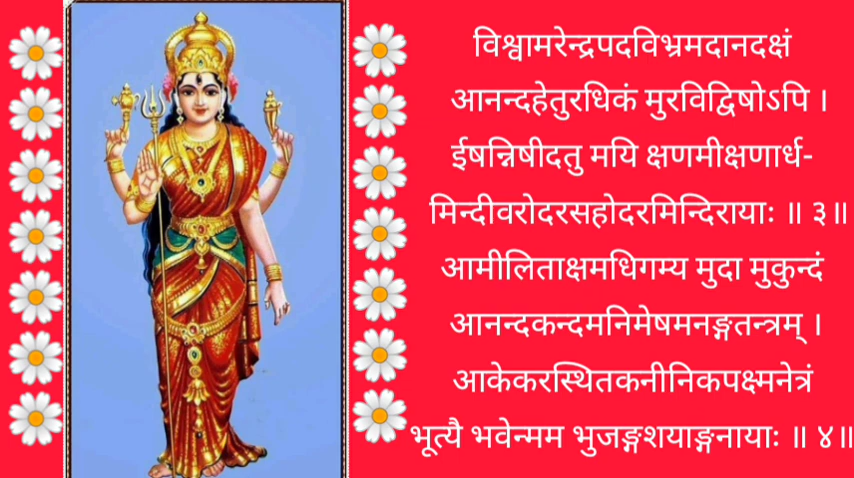 विश्वामरेन्द्रपदविभ्रमदानदक्षं
आनन्दहेतुरधिकं मुरविद्विषोऽपि ।
ईषन्निषीदतु मयि क्षणमीक्षणार्ध-
मिन्दीवरोदरसहोदरमिन्दिरायाः ॥ ३॥
आमीलिताक्षमधिगम्य मुदा मुकुन्दं
आनन्दकन्दमनिमेषमनङ्गतन्त्रम् ।
आकेकरस्थितकनीनिकपक्ष्मनेत्रं
भूत्यै भवेन्मम भुजङ्गशयाङ्गनायाः ॥ ४॥